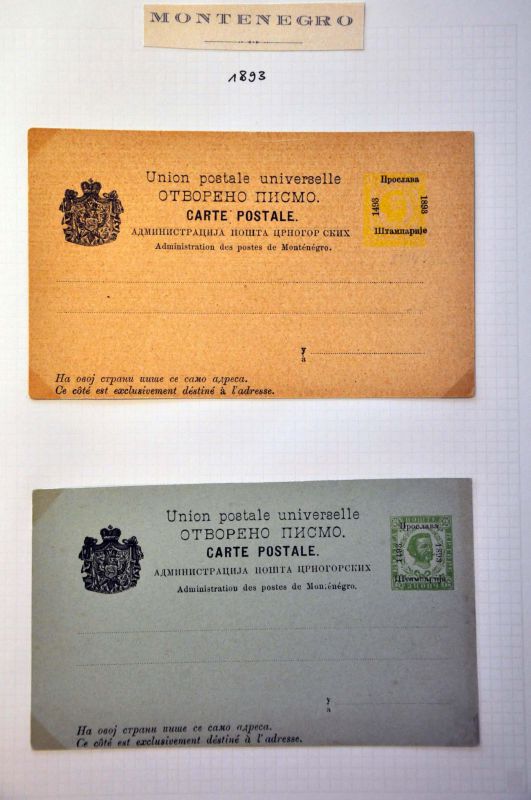 MONTENEGRO
1893
Union postale universelle
ОТВОРЕНО ПИСМО.
CARTE POSTALE.
АДМИНИСТРАЦИЈА ПОШТА ЦРНОГОРСКИХ
Administration des postes de Monténégro.
Прослава
1493
1893
Штампарије
у
à
На овој страни пише се само адреса.
Ce côté est exclusivement déstiné à l'adresse.
Union postale universelle
ОТВОРЕНО ПИСМО.
CARTE POSTALE.
АДМИНИСТРАЦИЈА ПОШТА ЦРНОГОРСКИХ
Administration des postes de Monténégro.
Прослава
1493
1893
Штампарија
у
à
На овој страни пише се само адреса.
Ce côté est exclusivement déstiné à l'adresse.